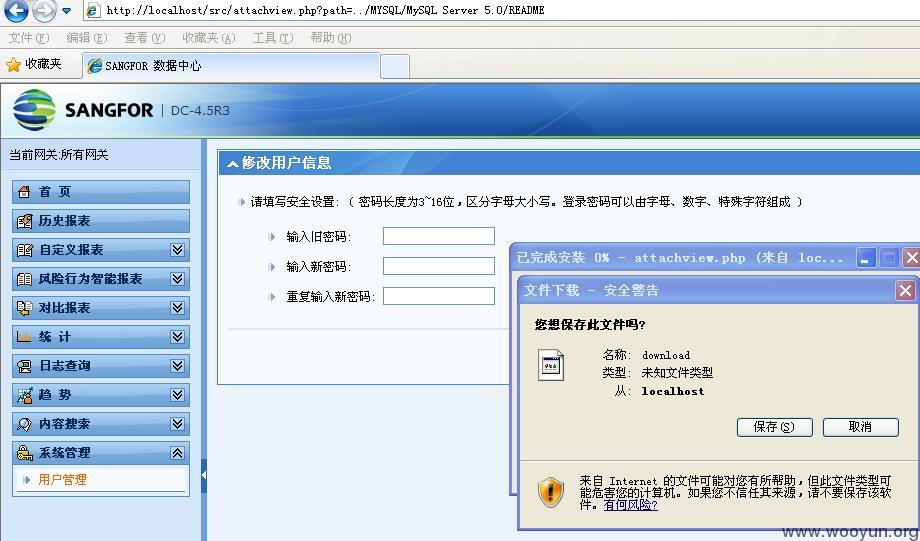 http://localhost/src/attachview.php?path=../MYSQL/MySQL Server 5.0/README
文件(F) 编辑(E) 查看(V) 收藏夹(A) 工具(T) 帮助(H)
收藏夹 SANGFOR 数据中心
SANGFOR | DC-4.5R3
当前网关:所有网关
首 页
历史报表
自定义报表
风险行为智能报表
对比报表
统 计
日志查询
趋 势
内容搜索
系统管理
用户管理
修改用户信息
请填写安全设置: ( 密码长度为3~16位,区分字母大小写。登录密码可以由字母、数字、特殊字符组成 )
输入旧密码:
输入新密码:
重复输入新密码:
已完成安装 0% - attachview.php (来自 loc...
文件下载 - 安全警告
您想保存此文件吗?
名称: download
类型: 未知文件类型
从: localhost
保存(S) 取消
来自 Internet 的文件可能对您有所帮助,但此文件类型可
能危害您的计算机。如果您不信任其来源,请不要保存该软
件。有何风险?
www.wooyun.org